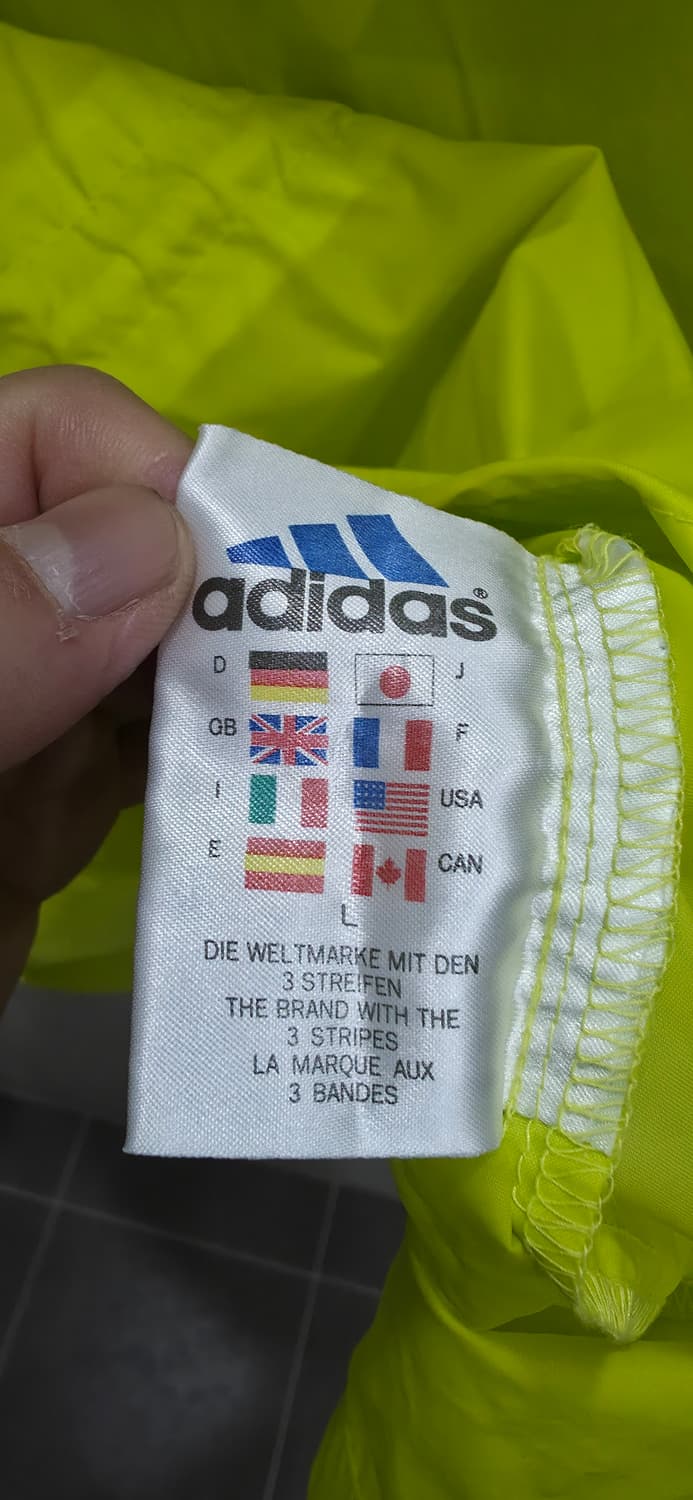 adidas®
D J
GB F
I USA
E CAN
L
DIE WELTMARKE MIT DEN
3 STREIFEN
THE BRAND WITH THE
3 STRIPES
LA MARQUE AUX
3 BANDES